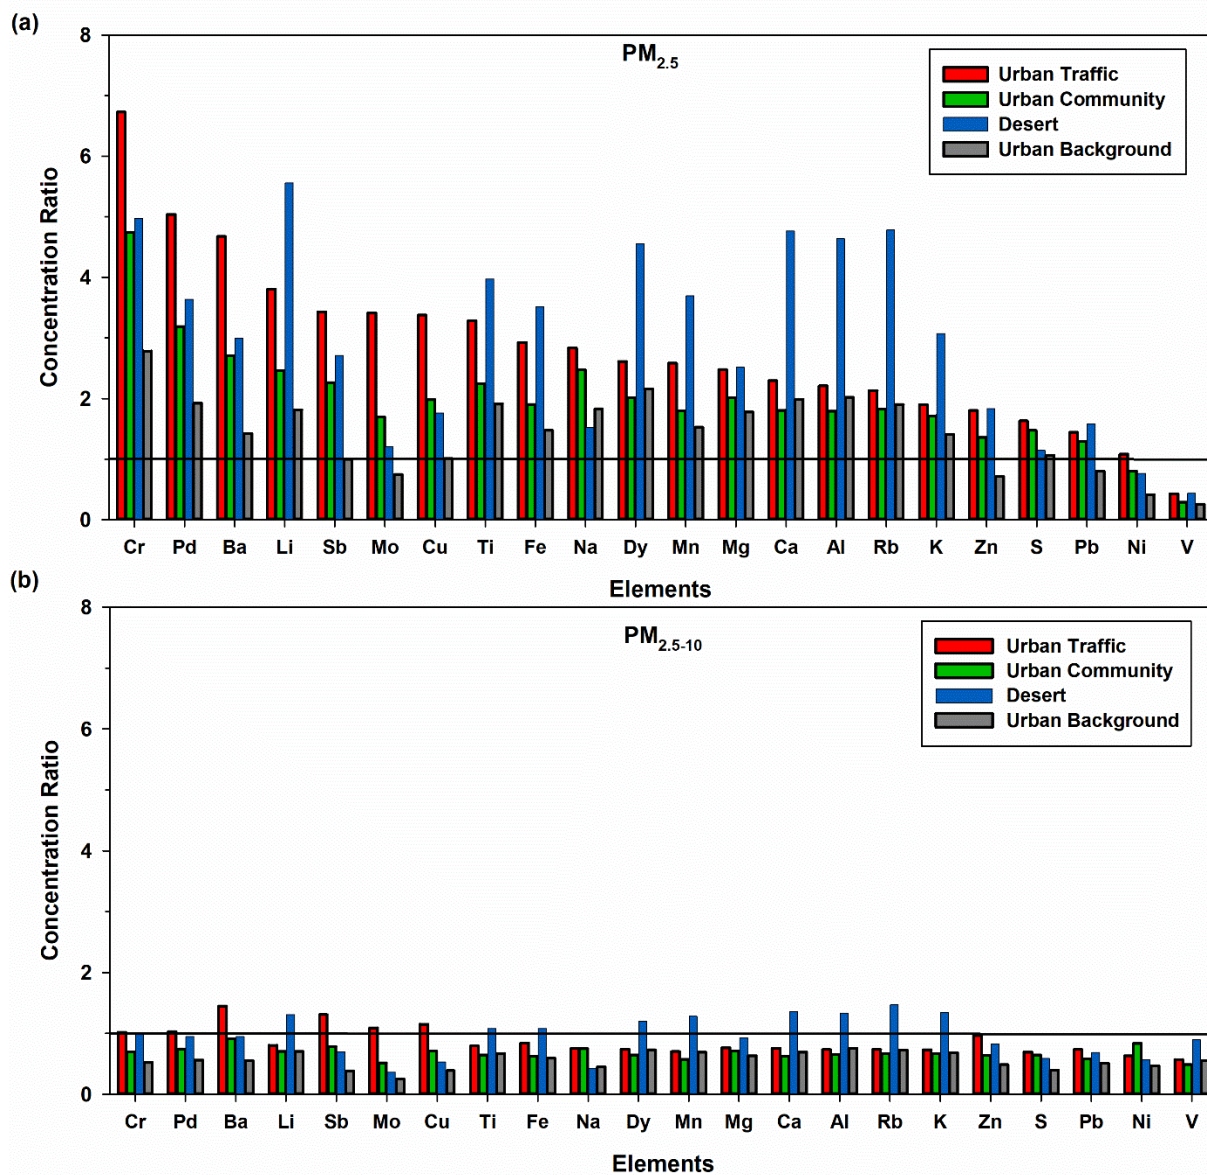 (a)
PM2.5
Urban Traffic
Urban Community
Desert
Urban Background
Concentration Ratio
8
6
4
2
0
Cr Pd Ba Li Sb Mo Cu Ti Fe Na Dy Mn Mg Ca Al Rb K Zn S Pb Ni V
Elements
(b)
PM2.5-10
Urban Traffic
Urban Community
Desert
Urban Background
Concentration Ratio
8
6
4
2
0
Cr Pd Ba Li Sb Mo Cu Ti Fe Na Dy Mn Mg Ca Al Rb K Zn S Pb Ni V
Elements